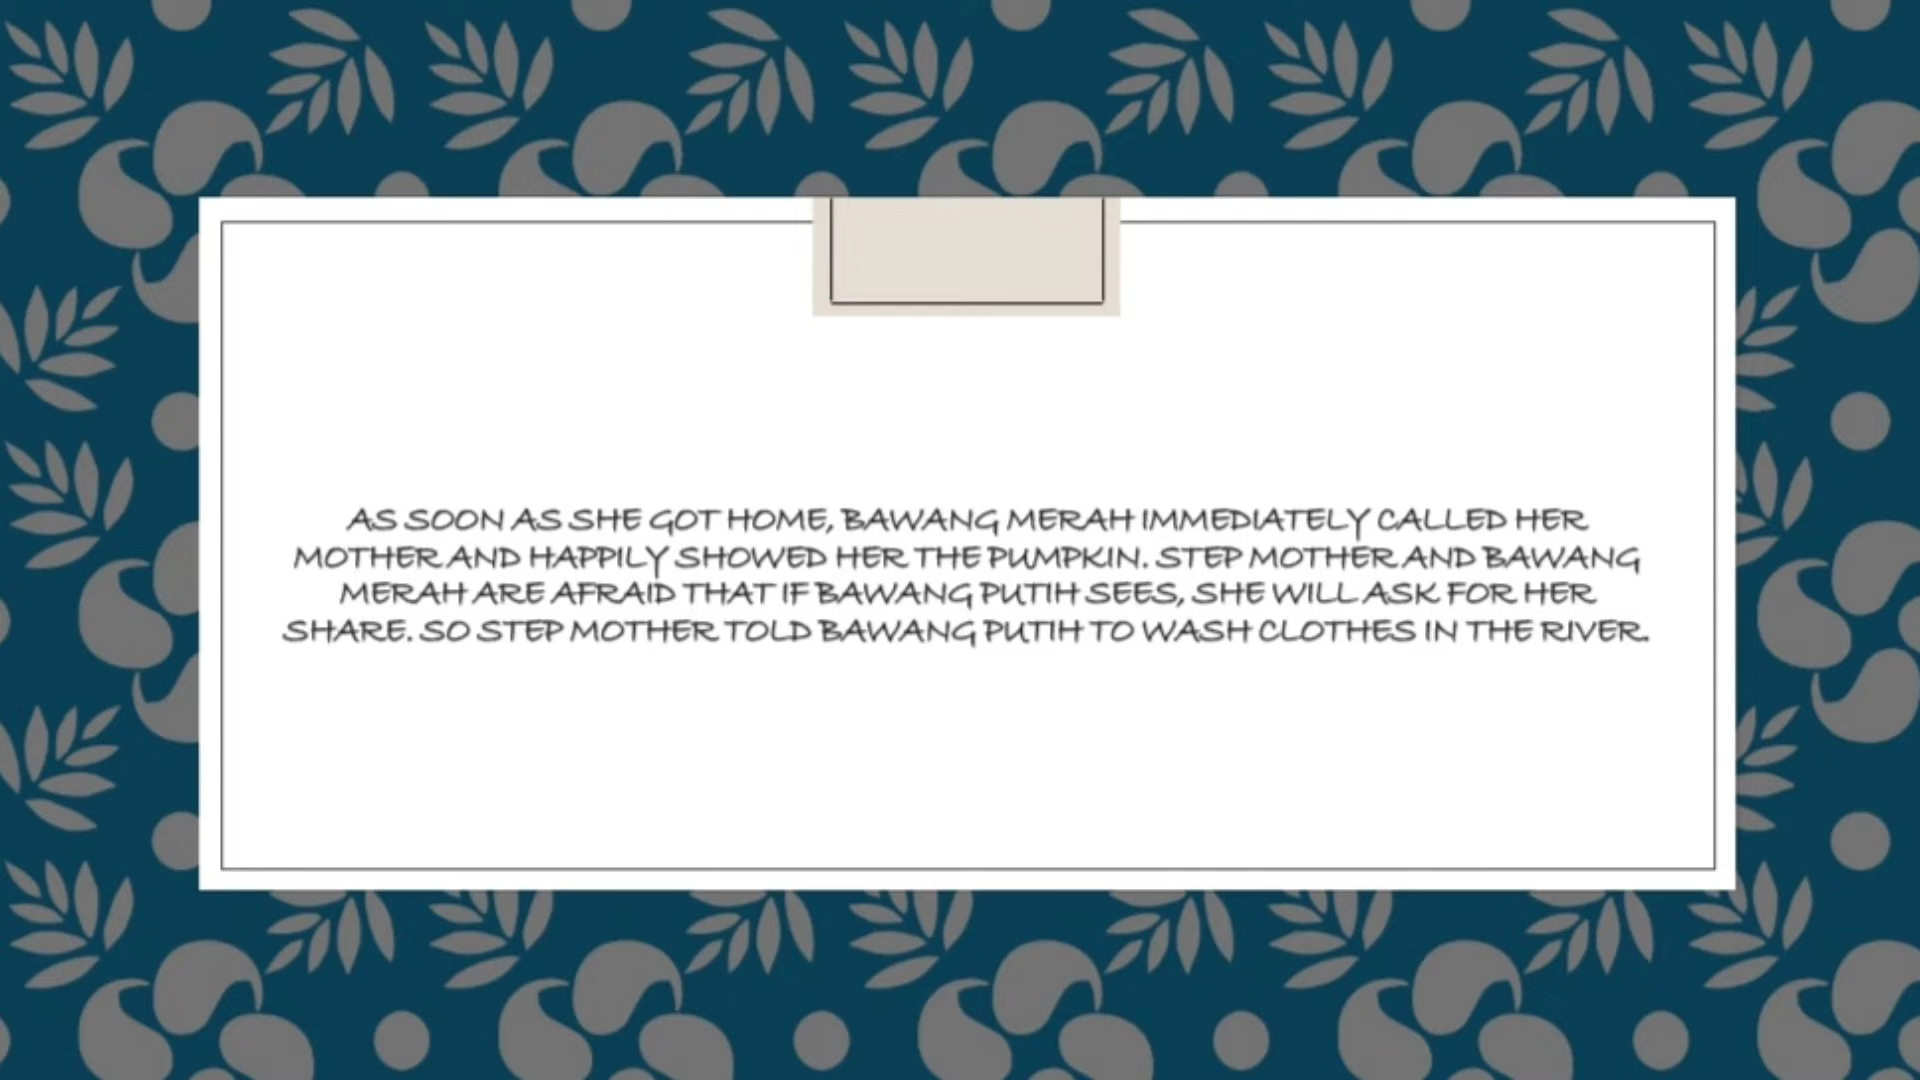 AS SOON AS SHE GOT HOME, BAWANG MERAH IMMEDIATELY CALLED HER
MOTHER AND HAPPILY SHOWED HER THE PUMPKIN. STEP MOTHER AND BAWANG
MERAH ARE AFRAID THAT IF BAWANG PUTIH SEES, SHE WILL ASK FOR HER
SHARE. SO STEP MOTHER TOLD BAWANG PUTIH TO WASH CLOTHES IN THE RIVER.